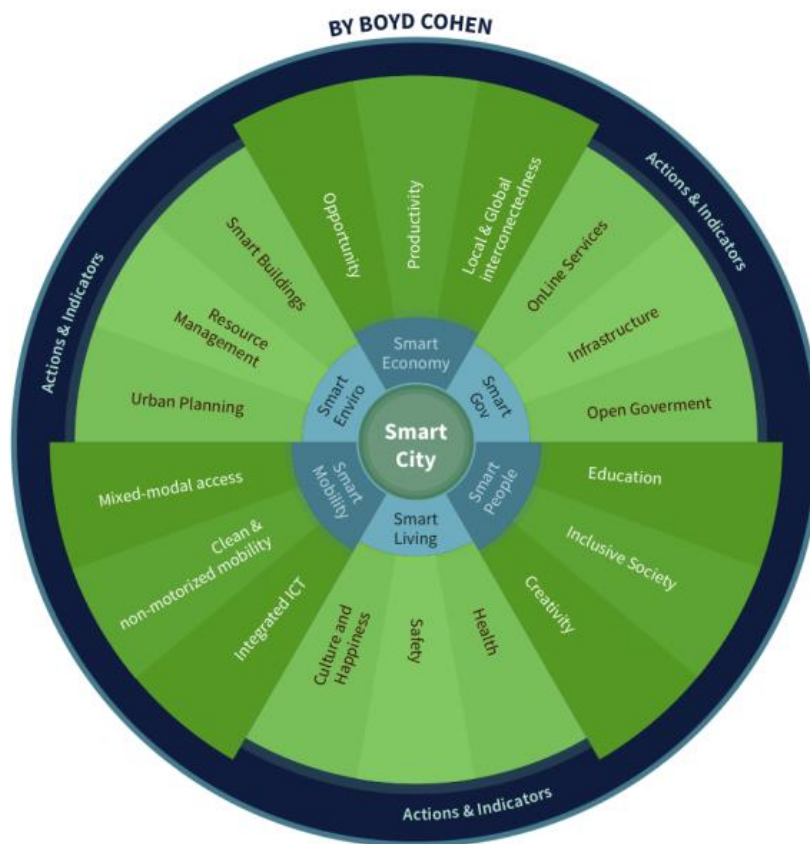 BY BOYD COHEN
Actions & Indicators
Actions & Indicators
Actions & Indicators
Opportunity
Productivity
Local & Global
interconectedness
OnLine Services
Infrastructure
Open Goverment
Education
Inclusive Society
Creativity
Health
Safety
Culture and
Happiness
Integrated ICT
Clean &
non-motorized mobility
Mixed-modal access
Urban Planning
Resource
Management
Smart Buildings
Smart
Economy
Smart
Gov
Smart
People
Smart
Living
Smart
Mobility
Smart
Enviro
Smart
City